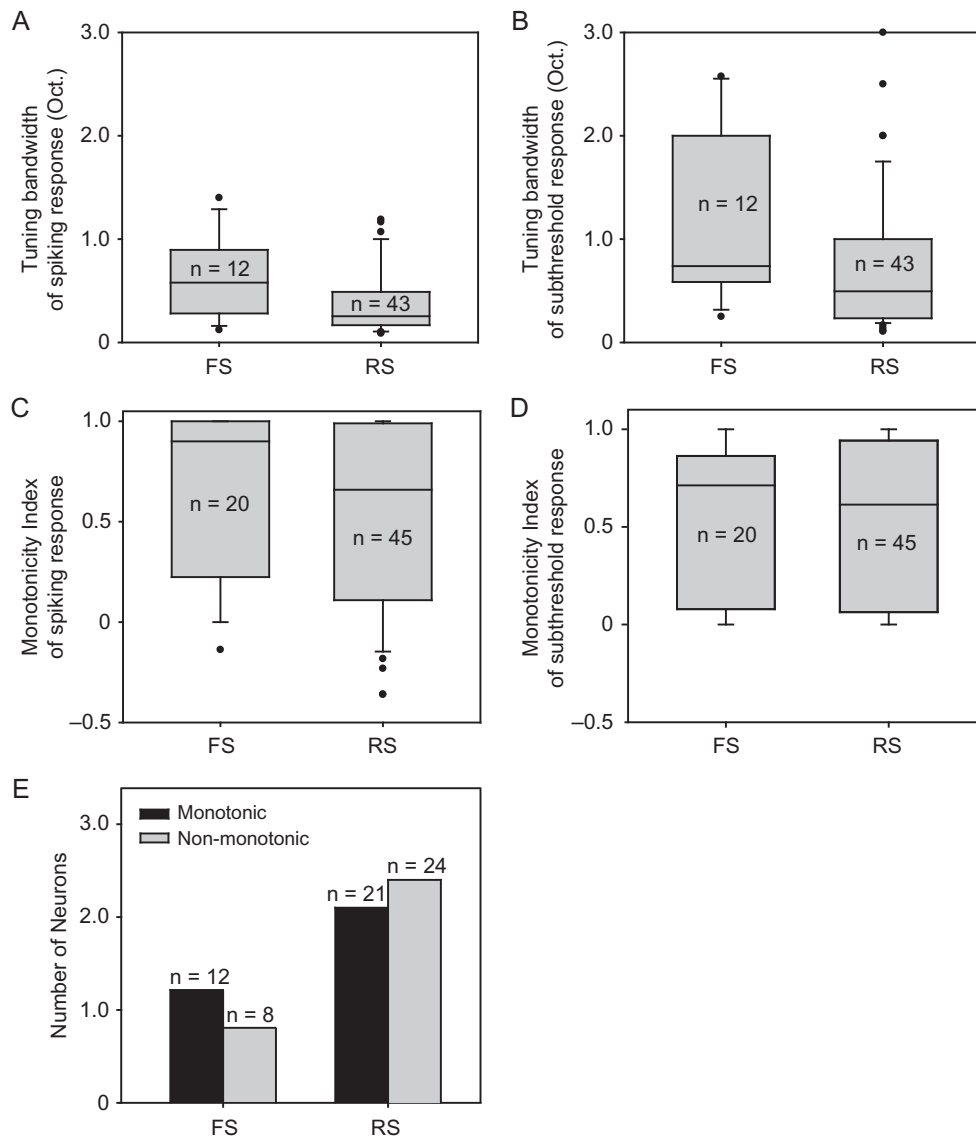 A
Tuning bandwidth
of spiking response (Oct.)
3.0
2.0
1.0
0
n = 12
n = 43
FS
RS
B
Tuning bandwidth
of subthreshold response (Oct.)
3.0
2.0
1.0
0
n = 12
n = 43
FS
RS
C
Monotonicity Index
of spiking response
1.0
0.5
0
–0.5
n = 20
n = 45
FS
RS
D
Monotonicity Index
of subthreshold response
1.0
0.5
0
–0.5
n = 20
n = 45
FS
RS
E
Number of Neurons
3.0
2.0
1.0
0
Monotonic
Non-monotonic
n = 12
n = 8
n = 21
n = 24
FS
RS